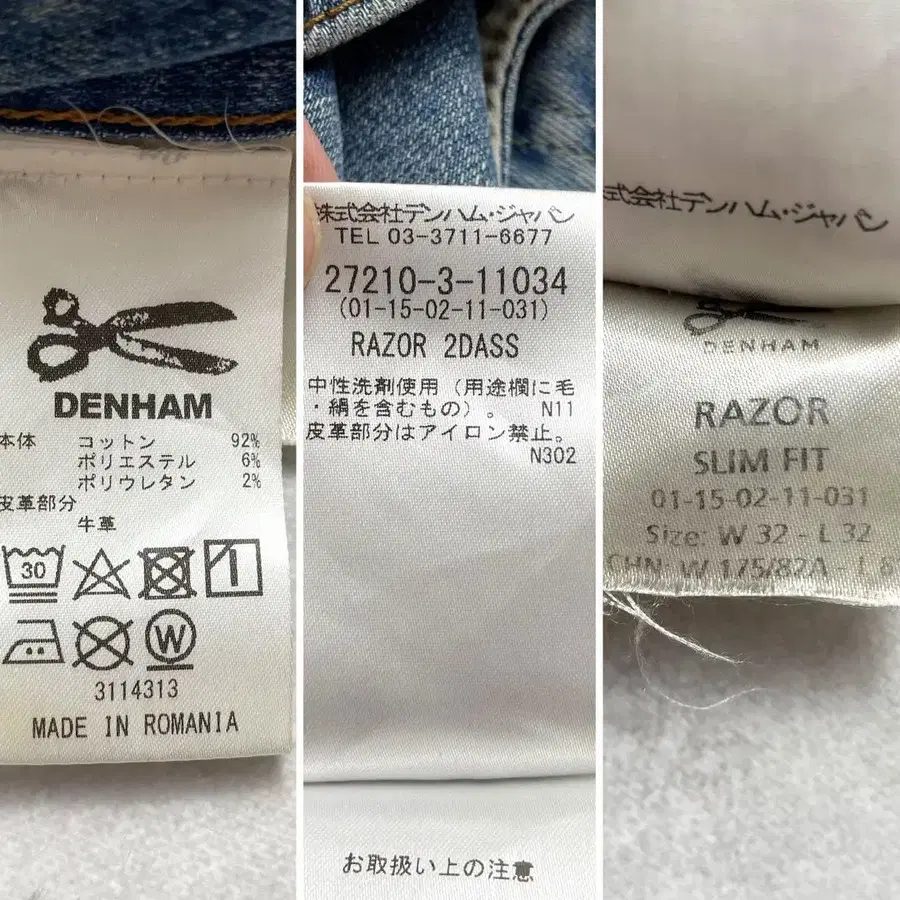 DENHAM
本体 コットン 92%
ポリエステル 6%
ポリウレタン 2%
皮革部分
牛革
30
W
3114313
MADE IN ROMANIA
株式会社デンハム・ジャパン
TEL 03-3711-6677
27210-3-11034
(01-15-02-11-031)
RAZOR 2DASS
中性洗剤使用(用途欄に毛
・絹を含むもの)。 N11
皮革部分はアイロン禁止。
N302
お取扱い上の注意
株式会社デンハム・ジャパン
DENHAM
RAZOR
SLIM FIT
01-15-02-11-031
Size: W 32 - L 32
CHN: W 175/82A - L